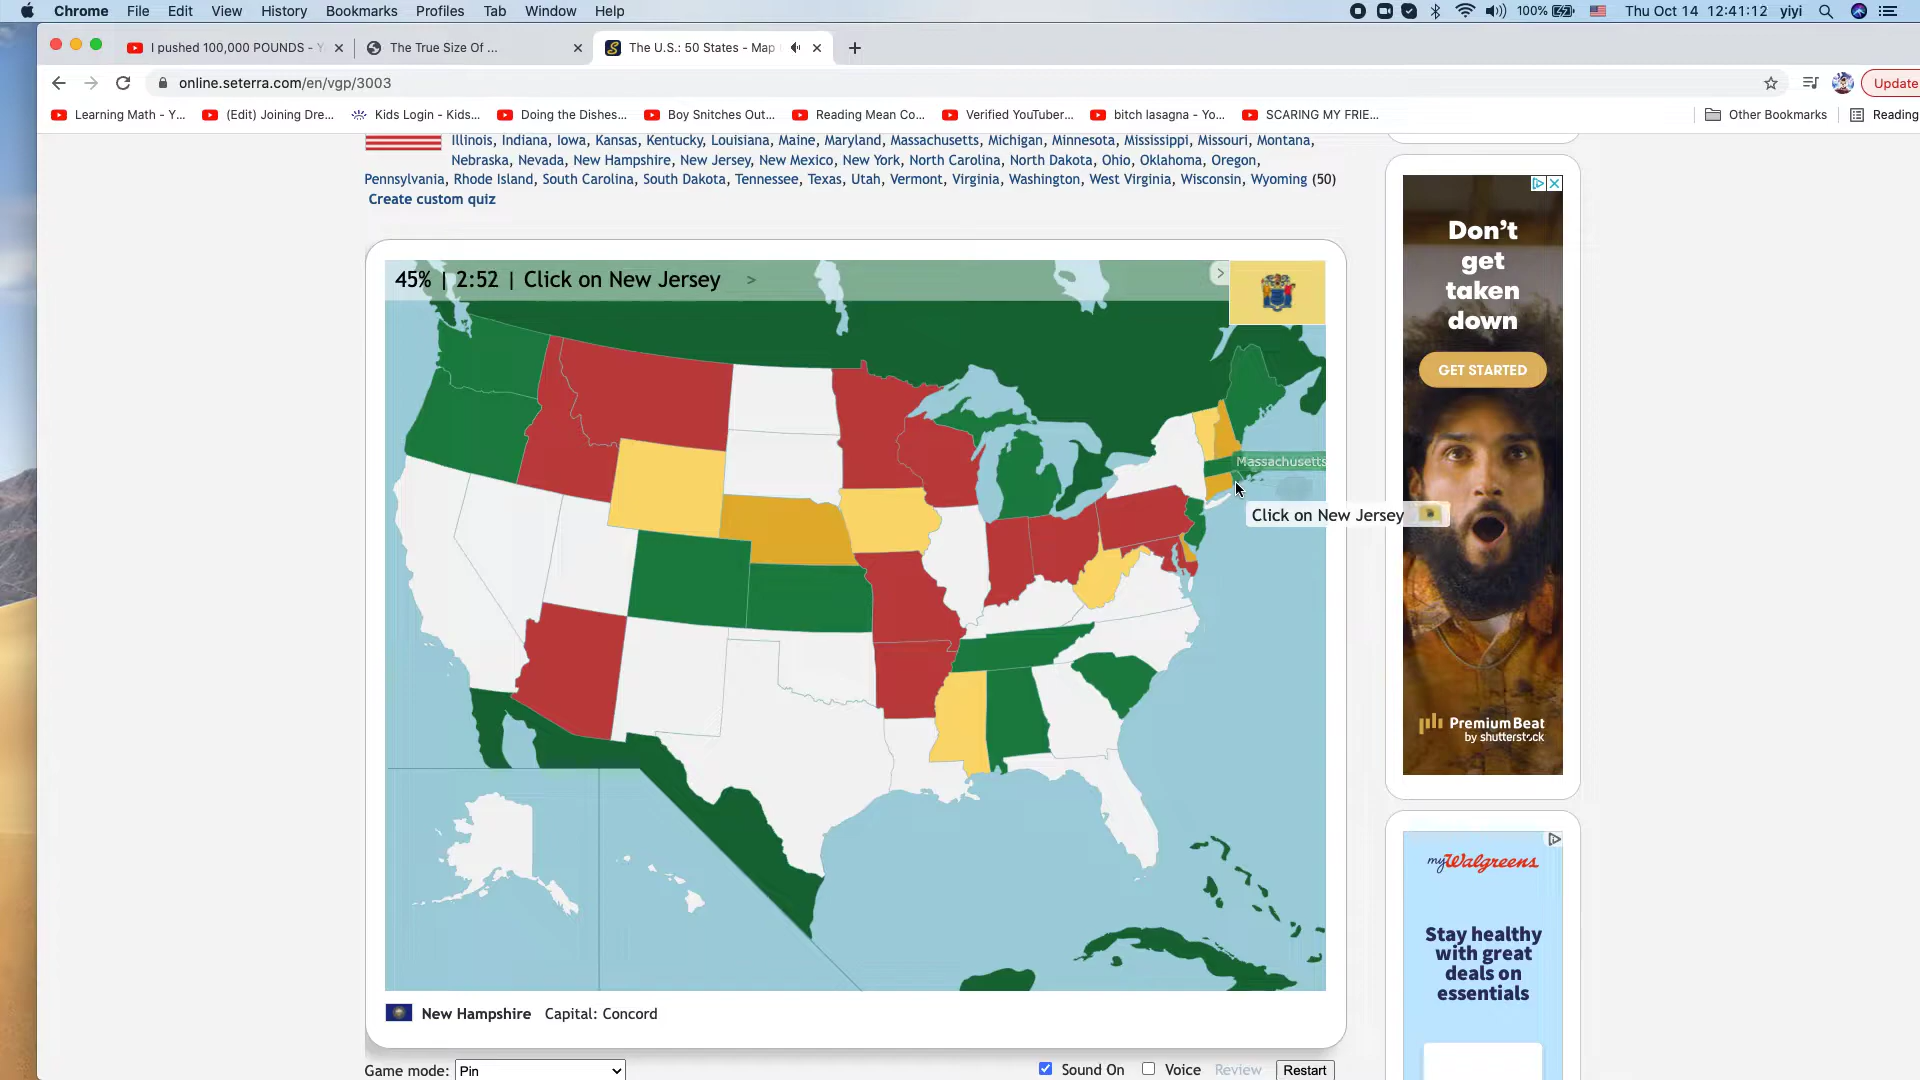 Chrome File Edit View History Bookmarks Profiles Tab Window Help 100% Thu Oct 14 12:41:12 yiyi
I pushed 100,000 POUNDS - Y
The True Size Of ...
The U.S.: 50 States - Map
online.seterra.com/en/vgp/3003
Update
Learning Math - Y...
(Edit) Joining Dre...
Kids Login - Kids...
Doing the Dishes...
Boy Snitches Out...
Reading Mean Co...
Verified YouTuber...
bitch lasagna - Yo...
SCARING MY FRIE...
Other Bookmarks
Reading
Illinois, Indiana, Iowa, Kansas, Kentucky, Louisiana, Maine, Maryland, Massachusetts, Michigan, Minnesota, Mississippi, Missouri, Montana,
Nebraska, Nevada, New Hampshire, New Jersey, New Mexico, New York, North Carolina, North Dakota, Ohio, Oklahoma, Oregon,
Pennsylvania, Rhode Island, South Carolina, South Dakota, Tennessee, Texas, Utah, Vermont, Virginia, Washington, West Virginia, Wisconsin, Wyoming (50)
Create custom quiz
45% | 2:52 | Click on New Jersey >
>
Massachusetts
Click on New Jersey
New Hampshire Capital: Concord
Game mode: Pin
Sound On Voice Review Restart
Don't
get
taken
down
GET STARTED
PremiumBeat
by shutterstock
myWalgreens
Stay healthy
with great
deals on
essentials